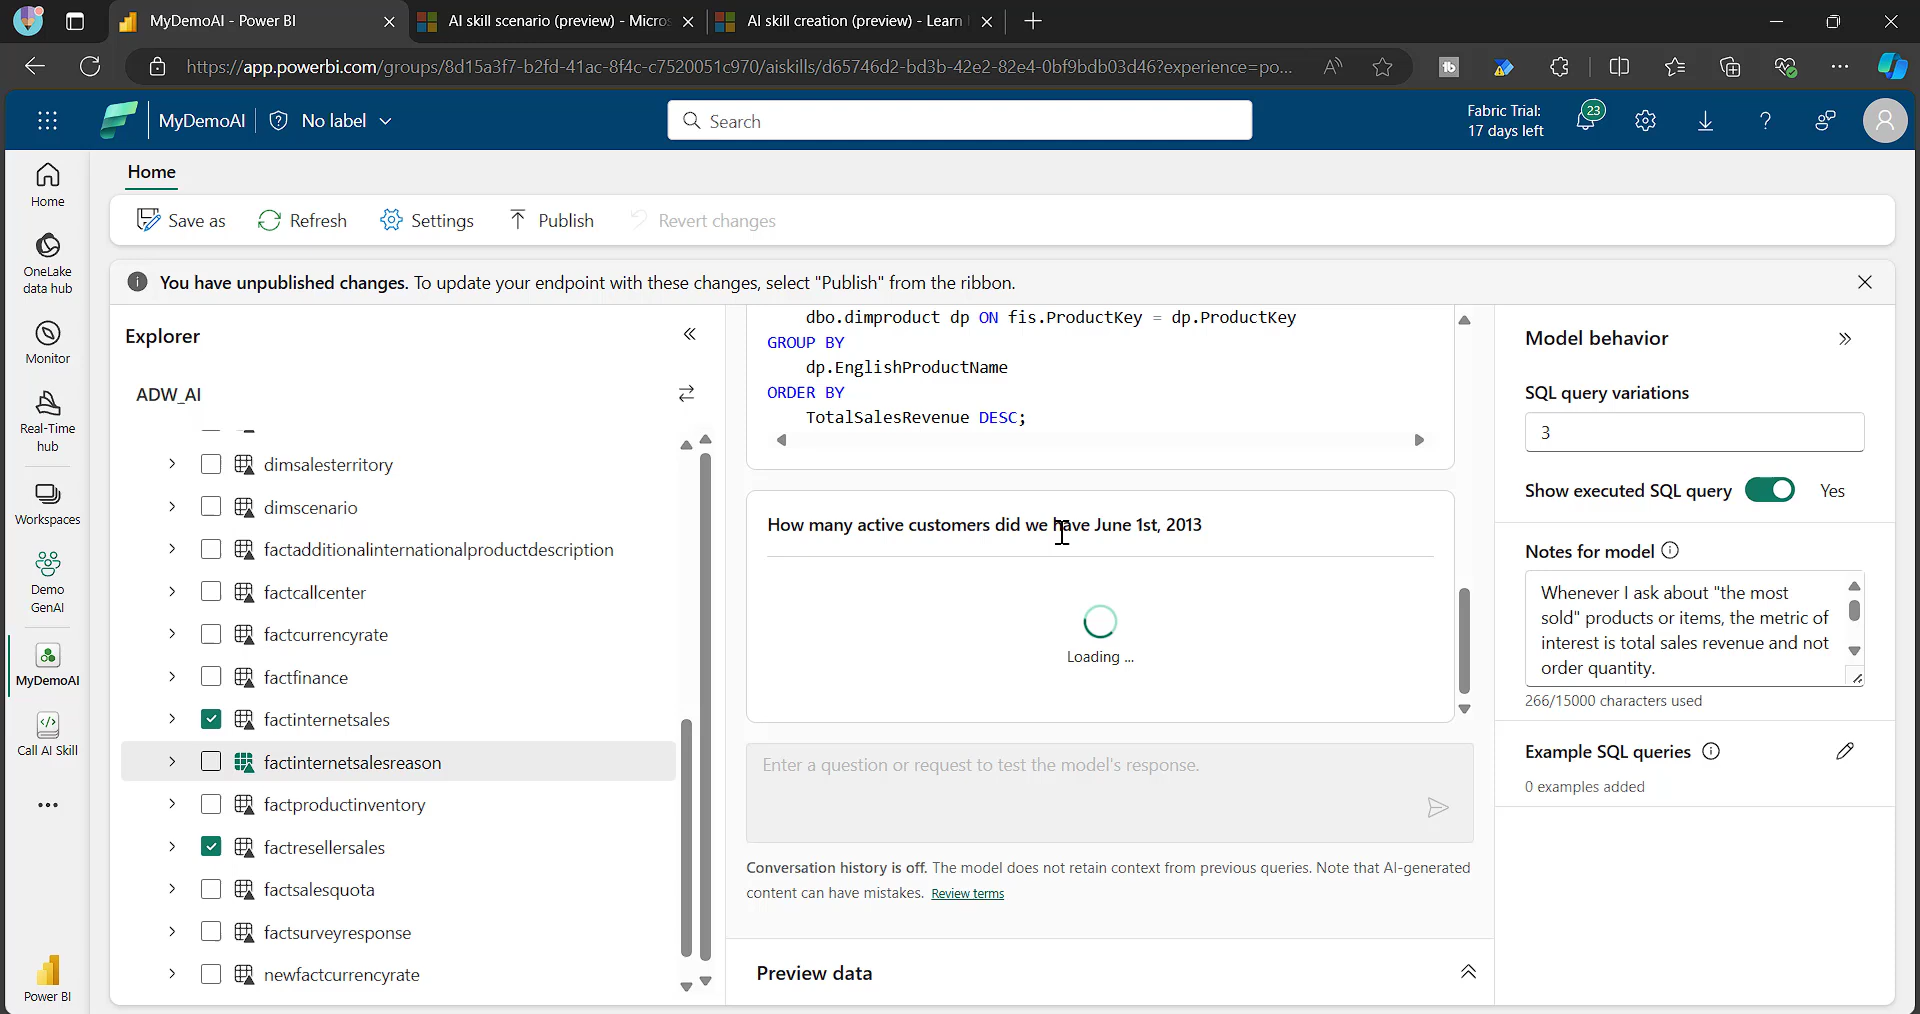 MyDemoAI - Power BI
AI skill scenario (preview) - Micros
AI skill creation (preview) - Learn
https://app.powerbi.com/groups/8d15a3f7-b2fd-41ac-8f4c-c7520051c970/aiskills/d65746d2-bd3b-42e2-82e4-0bf9bdb03d46?experience=po...
MyDemoAI
No label
Search
Fabric Trial:
17 days left
23
Home
OneLake
data hub
Monitor
Real-Time
hub
Workspaces
Demo
GenAI
MyDemoAI
Call AI Skill
Power BI
Home
Save as
Refresh
Settings
Publish
Revert changes
You have unpublished changes. To update your endpoint with these changes, select "Publish" from the ribbon.
Explorer
ADW_AI
dimsalesterritory
dimscenario
factadditionalinternationalproductdescription
factcallcenter
factcurrencyrate
factfinance
factinternetsales
factinternetsalesreason
factproductinventory
factresellersales
factsalesquota
factsurveyresponse
newfactcurrencyrate
dbo.dimproduct dp ON fis.ProductKey = dp.ProductKey
GROUP BY
dp.EnglishProductName
ORDER BY
TotalSalesRevenue DESC;
How many active customers did we have June 1st, 2013
Loading ...
Enter a question or request to test the model's response.
Conversation history is off. The model does not retain context from previous queries. Note that AI-generated
content can have mistakes. Review terms
Preview data
Model behavior
SQL query variations
3
Show executed SQL query
Yes
Notes for model
Whenever I ask about "the most
sold" products or items, the metric of
interest is total sales revenue and not
order quantity.
266/15000 characters used
Example SQL queries
0 examples added